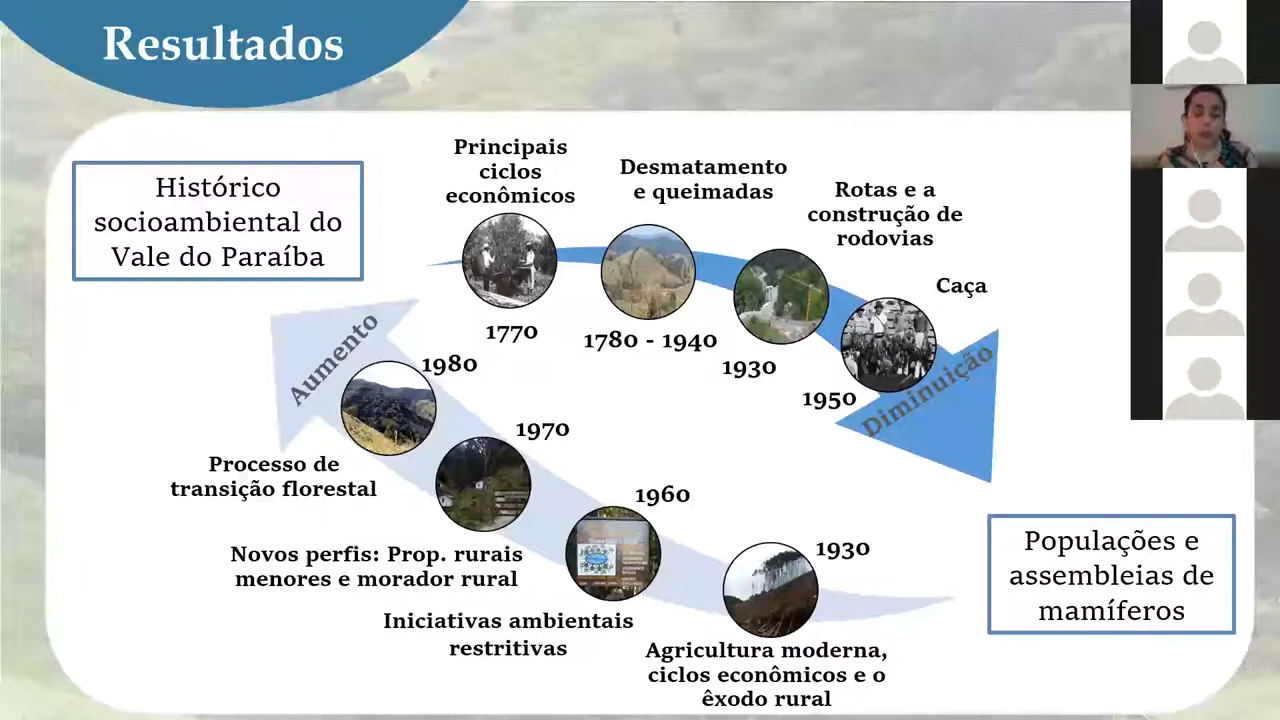 Resultados
Histórico
socioambiental do
Vale do Paraíba
Principais
ciclos
econômicos
1770
Desmatamento
e queimadas
1780 - 1940
Rotas e a
construção de
rodovias
1930
Caça
1950
Diminuição
Aumento
1980
Processo de
transição florestal
1970
Novos perfis: Prop. rurais
menores e morador rural
1960
Iniciativas ambientais
restritivas
1930
Agricultura moderna,
ciclos econômicos e o
êxodo rural
Populações e
assembleias de
mamíferos